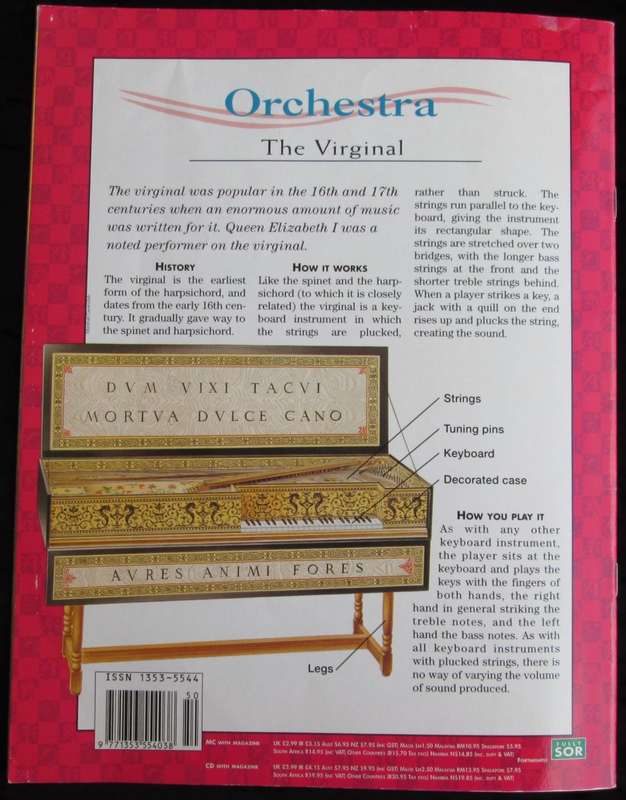 Orchestra
The Virginal
The virginal was popular in the 16th and 17th
centuries when an enormous amount of music
was written for it. Queen Elizabeth I was a
noted performer on the virginal.
HISTORY
The virginal is the earliest
form of the harpsichord, and
dates from the early 16th cen-
tury. It gradually gave way to
the spinet and harpsichord.
HOW IT WORKS
Like the spinet and the harp-
sichord (to which it is closely
related) the virginal is a key-
board instrument in which
the strings are plucked,
rather than struck. The
strings run parallel to the key-
board, giving the instrument
its rectangular shape. The
strings are stretched over two
bridges, with the longer bass
strings at the front and the
shorter treble strings behind.
When a player strikes a key, a
jack with a quill on the end
rises up and plucks the string,
creating the sound.
DVM VIXI TACVI
MORTVA DVLCE CANO
AVRES ANIMI FORES
Strings
Tuning pins
Keyboard
Decorated case
Legs
HOW YOU PLAY IT
As with any other
keyboard instrument,
the player sits at the
keyboard and plays the
keys with the fingers of
both hands, the right
hand in general striking the
treble notes, and the left
hand the bass notes. As with
all keyboard instruments
with plucked strings, there is
no way of varying the volume
of sound produced.
ISSN 1353-5544
50
9 771353 554038
MC WITH MAGAZINE
CD WITH MAGAZINE
FORTNIGHTLY
FULLY
SOR